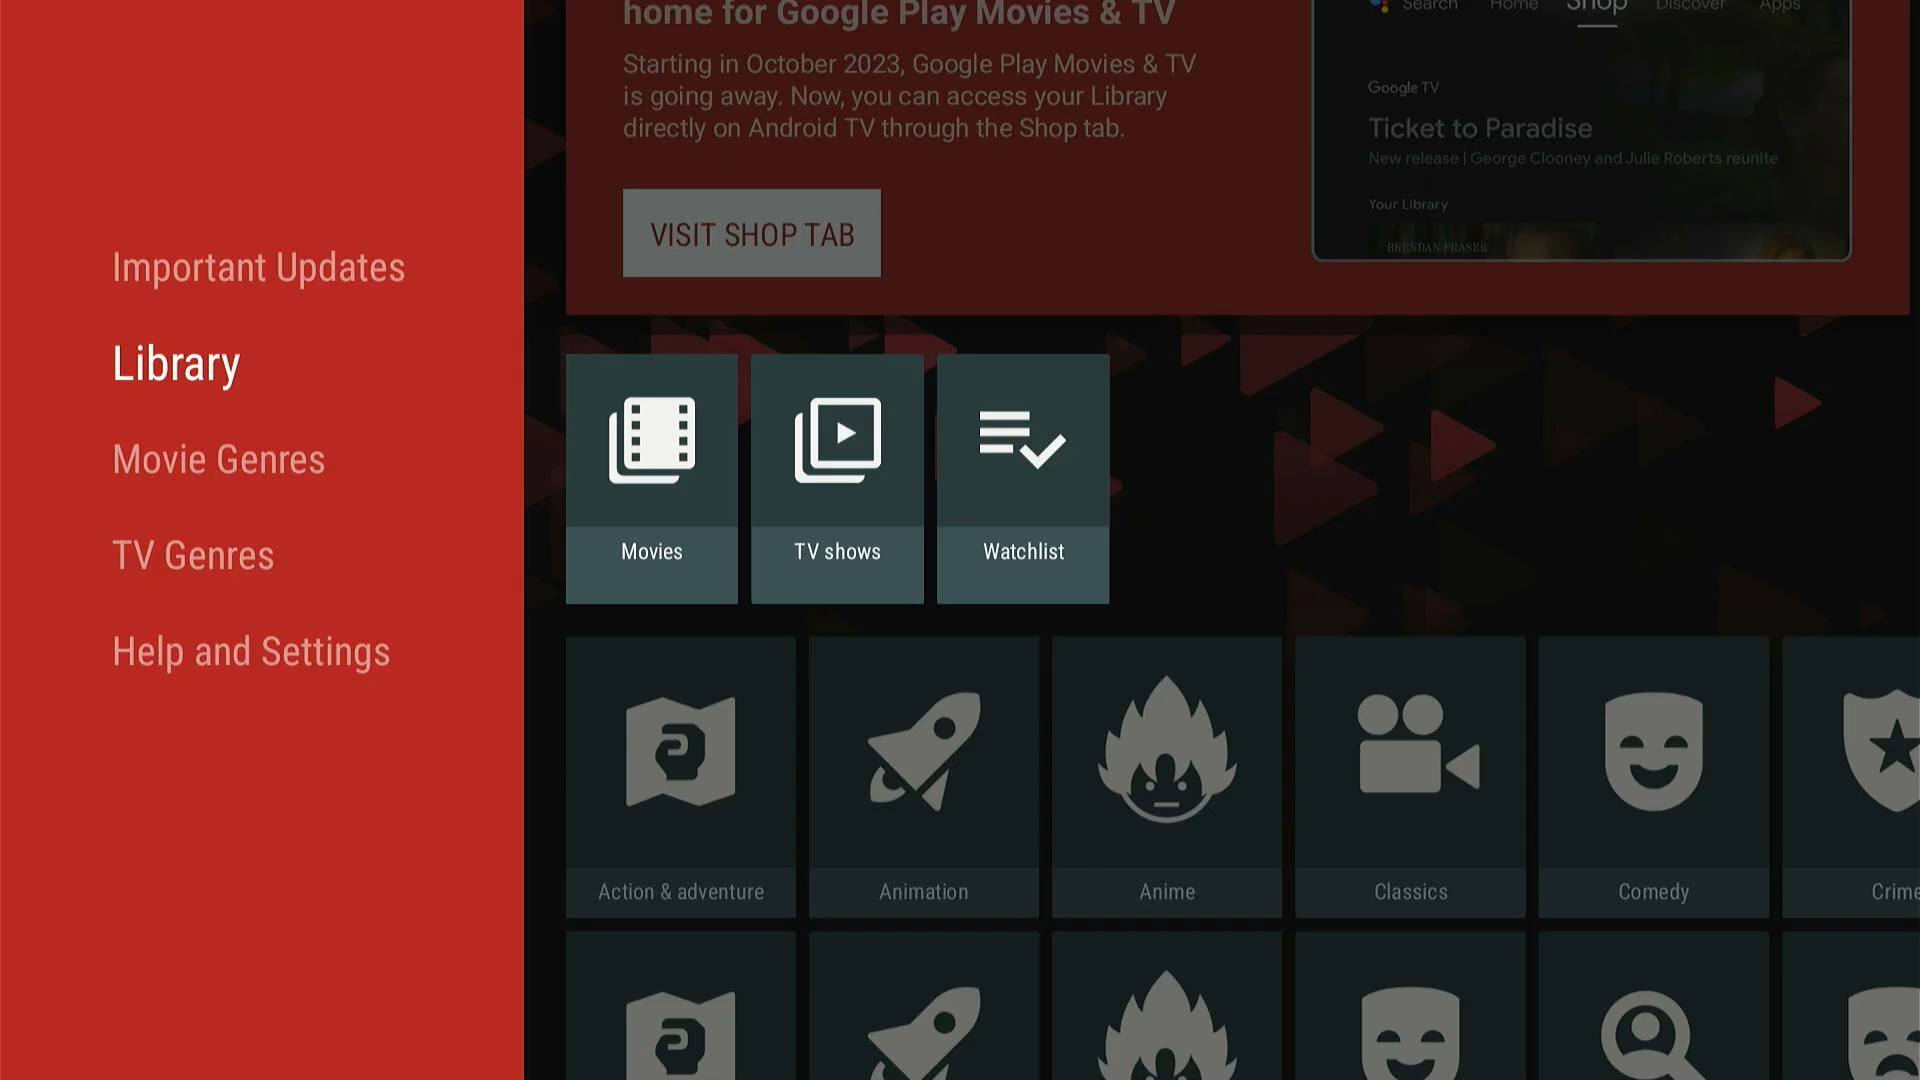 Important Updates
Library
Movie Genres
TV Genres
Help and Settings
home for Google Play Movies & TV
Starting in October 2023, Google Play Movies & TV
is going away. Now, you can access your Library
directly on Android TV through the Shop tab.
VISIT SHOP TAB
Search Home Shop Discover Apps
Google TV
Ticket to Paradise
New release | George Clooney and Julie Roberts reunite
Your Library
BRENDAN FRASER
Movies
TV shows
Watchlist
Action & adventure
Animation
Anime
Classics
Comedy
Crime